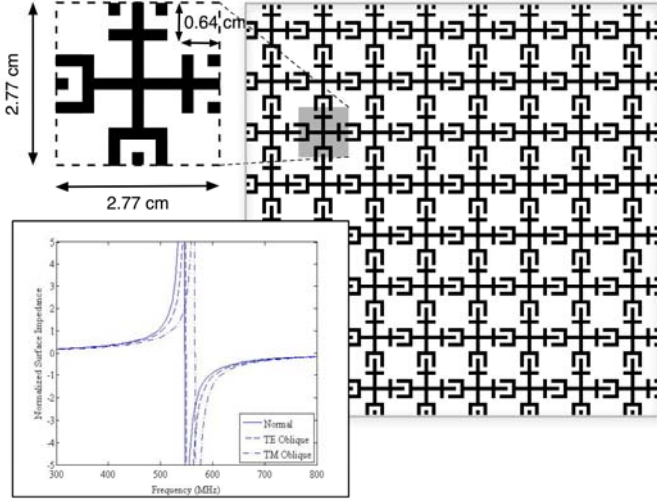 0.64 cm
2.77 cm
2.77 cm
5
4
3
2
1
0
-1
-2
-3
-4
-5
Normalized Surface Impedance
Normal
TE Oblique
TM Oblique
300 400 500 600 700 800
Frequency (MHz)